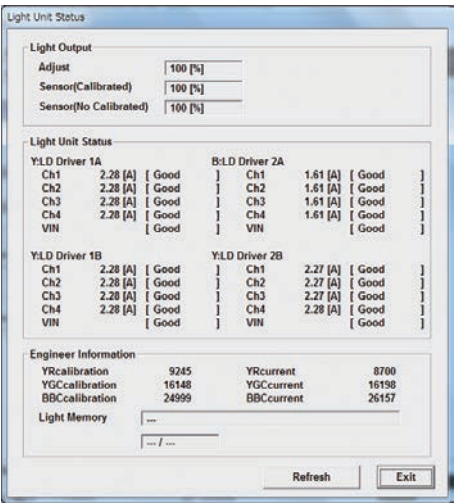 Light Unit Status
Light Output
Adjust 100 [%]
Sensor(Calibrated) 100 [%]
Sensor(No Calibrated) 100 [%]
Light Unit Status
Y:LD Driver 1A B:LD Driver 2A
Ch1 2.28 [A] [ Good ] Ch1 1.61 [A] [ Good ]
Ch2 2.28 [A] [ Good ] Ch2 1.61 [A] [ Good ]
Ch3 2.28 [A] [ Good ] Ch3 1.61 [A] [ Good ]
Ch4 2.28 [A] [ Good ] Ch4 1.61 [A] [ Good ]
VIN [ Good ] VIN [ Good ]
Y:LD Driver 1B Y:LD Driver 2B
Ch1 2.28 [A] [ Good ] Ch1 2.27 [A] [ Good ]
Ch2 2.28 [A] [ Good ] Ch2 2.27 [A] [ Good ]
Ch3 2.28 [A] [ Good ] Ch3 2.27 [A] [ Good ]
Ch4 2.28 [A] [ Good ] Ch4 2.27 [A] [ Good ]
VIN [ Good ] VIN [ Good ]
Engineer Information
YRcalibration 9245 YRcurrent 8700
YGCcalibration 16148 YGCcurrent 16198
BBCcalibration 24999 BBCcurrent 26157
Light Memory ---
--- / ---
Refresh Exit